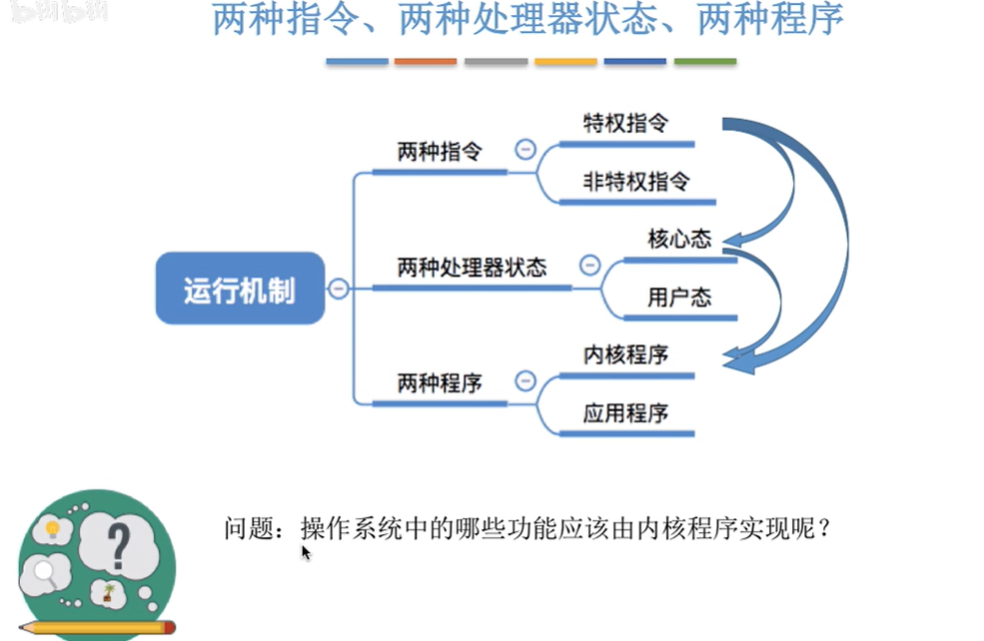 两种指令、两种处理器状态、两种程序
特权指令
两种指令
非特权指令
核心态
两种处理器状态
运行机制
用户态
内核程序
两种程序
应用程序
?
问题：操作系统中的哪些功能应该由内核程序实现呢？